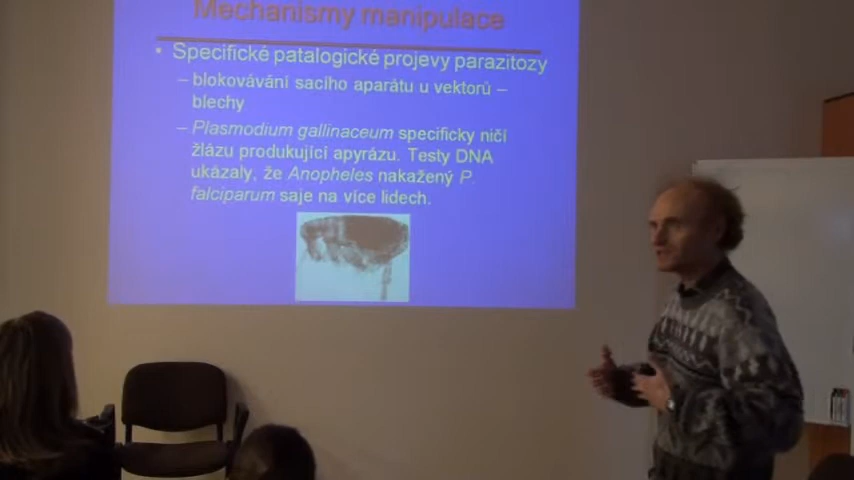 Mechanismy manipulace
• Specifické patalogické projevy parazitozy
– blokovávání sacího aparátu u vektorů –
blechy
– Plasmodium gallinaceum specificky ničí
žlázu produkující apyrázu. Testy DNA
ukázaly, že Anopheles nakažený P.
falciparum saje na více lidech.